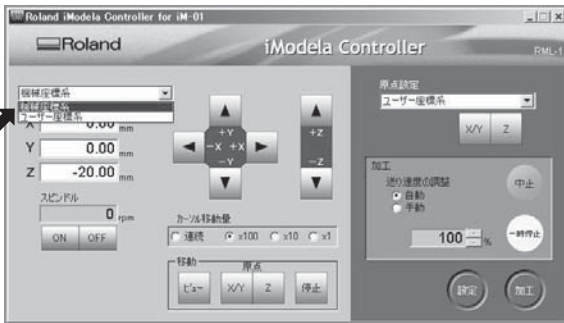 Roland iModela Controller for iM-01
Roland
iModela Controller
RML-1
機械座標系
機械座標系
ユーザー座標系
X 0.00 mm
Y 0.00 mm
Z -20.00 mm
スピンドル
0 rpm
ON OFF
+Y
-X +X
-Y
+Z
-Z
カーソル移動量
連続 x100 x10 x1
移動
原点
ビュー X/Y Z 停止
原点設定
ユーザー座標系
X/Y Z
加工
送り速度の調整
自動
手動
100 %
中止
一時停止
設定 加工